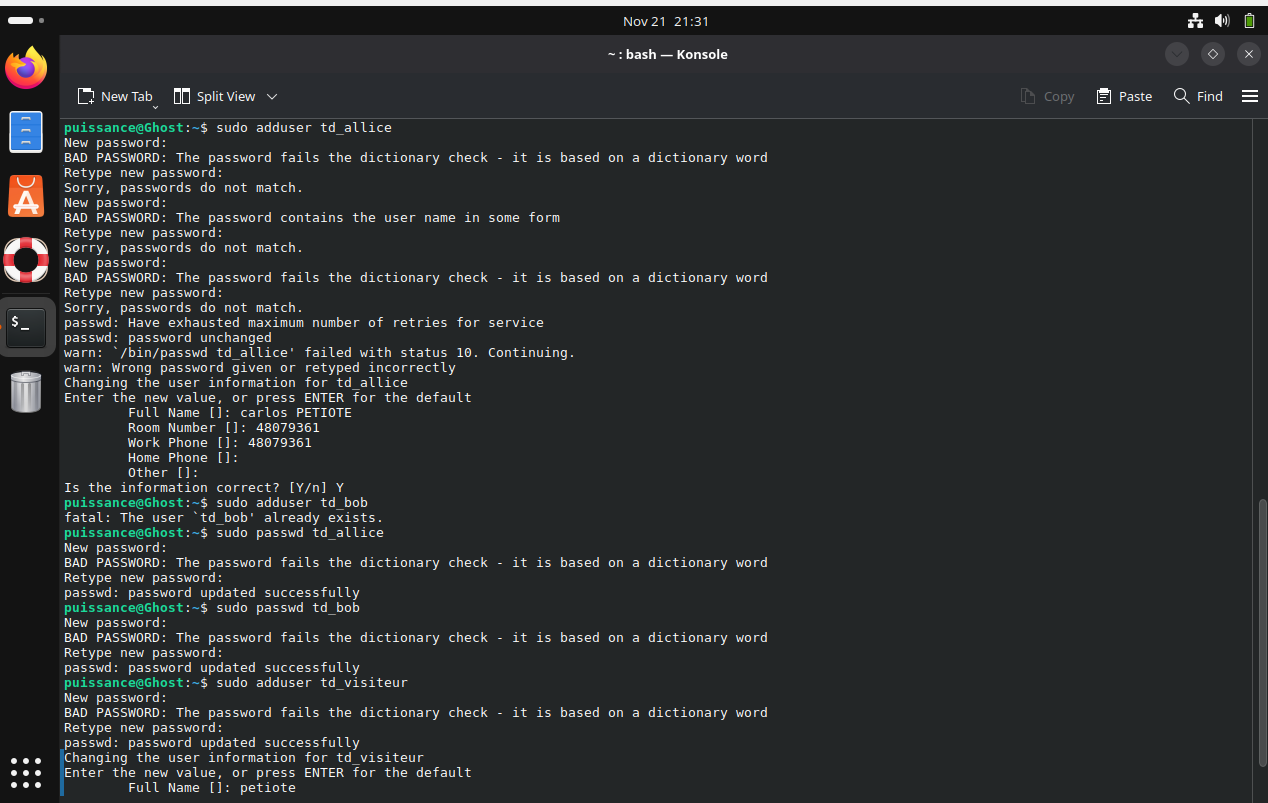 Nov 21 21:31
~ : bash — Konsole
New Tab
Split View
Copy
Paste
Find
puissance@Ghost:~$ sudo adduser td_allice
New password:
BAD PASSWORD: The password fails the dictionary check - it is based on a dictionary word
Retype new password:
Sorry, passwords do not match.
New password:
BAD PASSWORD: The password contains the user name in some form
Retype new password:
Sorry, passwords do not match.
New password:
BAD PASSWORD: The password fails the dictionary check - it is based on a dictionary word
Retype new password:
Sorry, passwords do not match.
passwd: Have exhausted maximum number of retries for service
passwd: password unchanged
warn: `/bin/passwd td_allice' failed with status 10. Continuing.
warn: Wrong password given or retyped incorrectly
Changing the user information for td_allice
Enter the new value, or press ENTER for the default
Full Name []: carlos PETIOTE
Room Number []: 48079361
Work Phone []: 48079361
Home Phone []:
Other []:
Is the information correct? [Y/n] Y
puissance@Ghost:~$ sudo adduser td_bob
fatal: The user `td_bob' already exists.
puissance@Ghost:~$ sudo passwd td_allice
New password:
BAD PASSWORD: The password fails the dictionary check - it is based on a dictionary word
Retype new password:
passwd: password updated successfully
puissance@Ghost:~$ sudo passwd td_bob
New password:
BAD PASSWORD: The password fails the dictionary check - it is based on a dictionary word
Retype new password:
passwd: password updated successfully
puissance@Ghost:~$ sudo adduser td_visiteur
New password:
BAD PASSWORD: The password fails the dictionary check - it is based on a dictionary word
Retype new password:
passwd: password updated successfully
Changing the user information for td_visiteur
Enter the new value, or press ENTER for the default
Full Name []: petiote